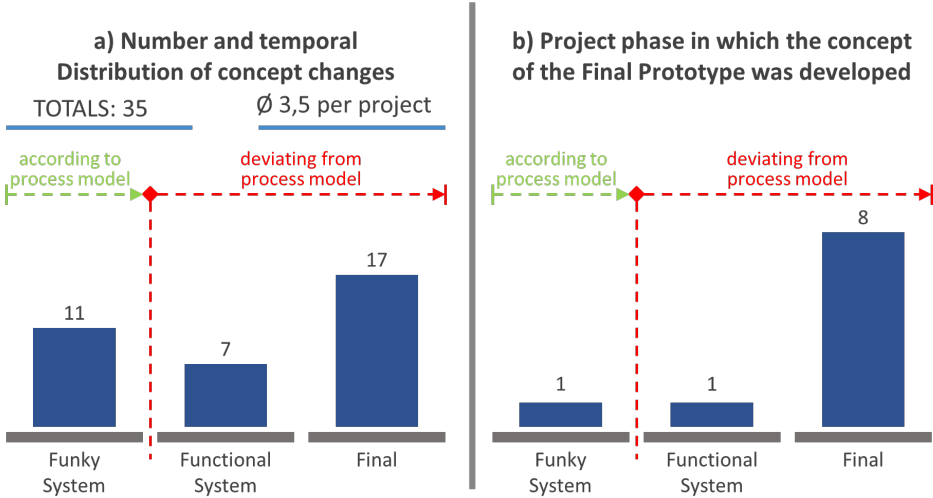 a) Number and temporal
Distribution of concept changes
TOTALS: 35
Ø 3,5 per project
according to
process model
deviating from
process model
11
7
17
Funky
System
Functional
System
Final
b) Project phase in which the concept
of the Final Prototype was developed
according to
process model
deviating from
process model
1
1
8
Funky
System
Functional
System
Final